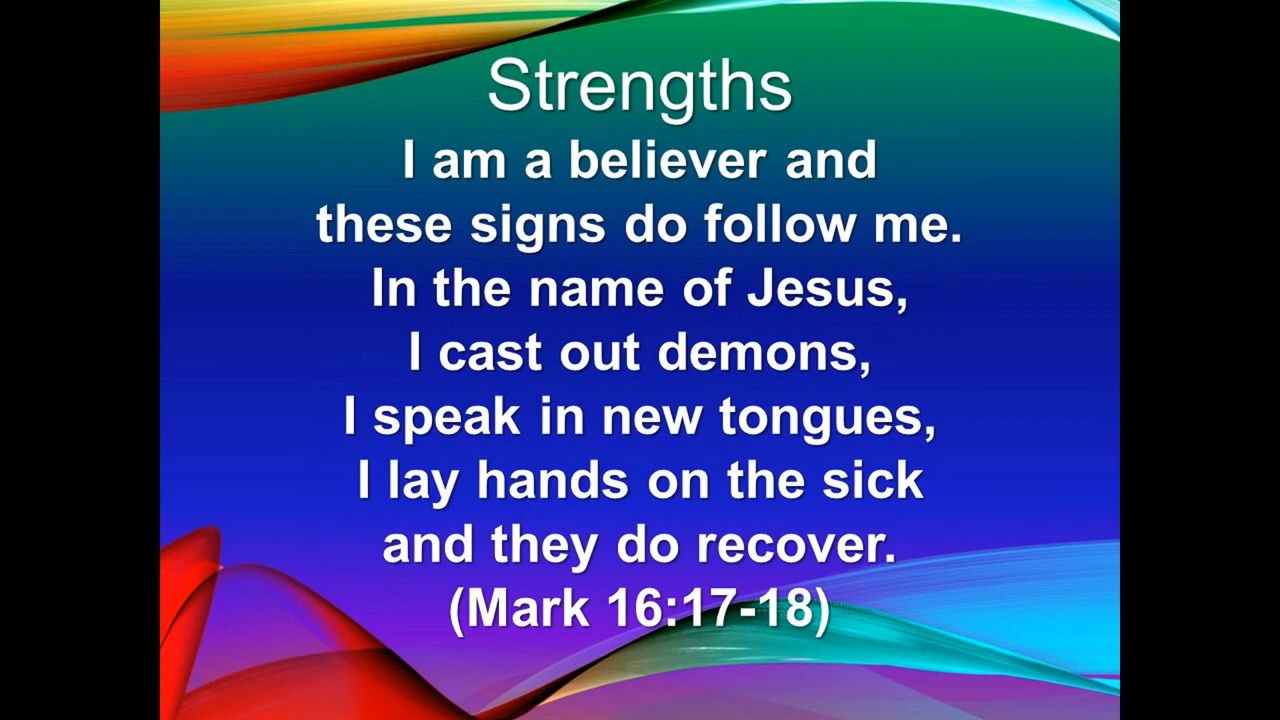 Strengths
I am a believer and
these signs do follow me.
In the name of Jesus,
I cast out demons,
I speak in new tongues,
I lay hands on the sick
and they do recover.
(Mark 16:17-18)